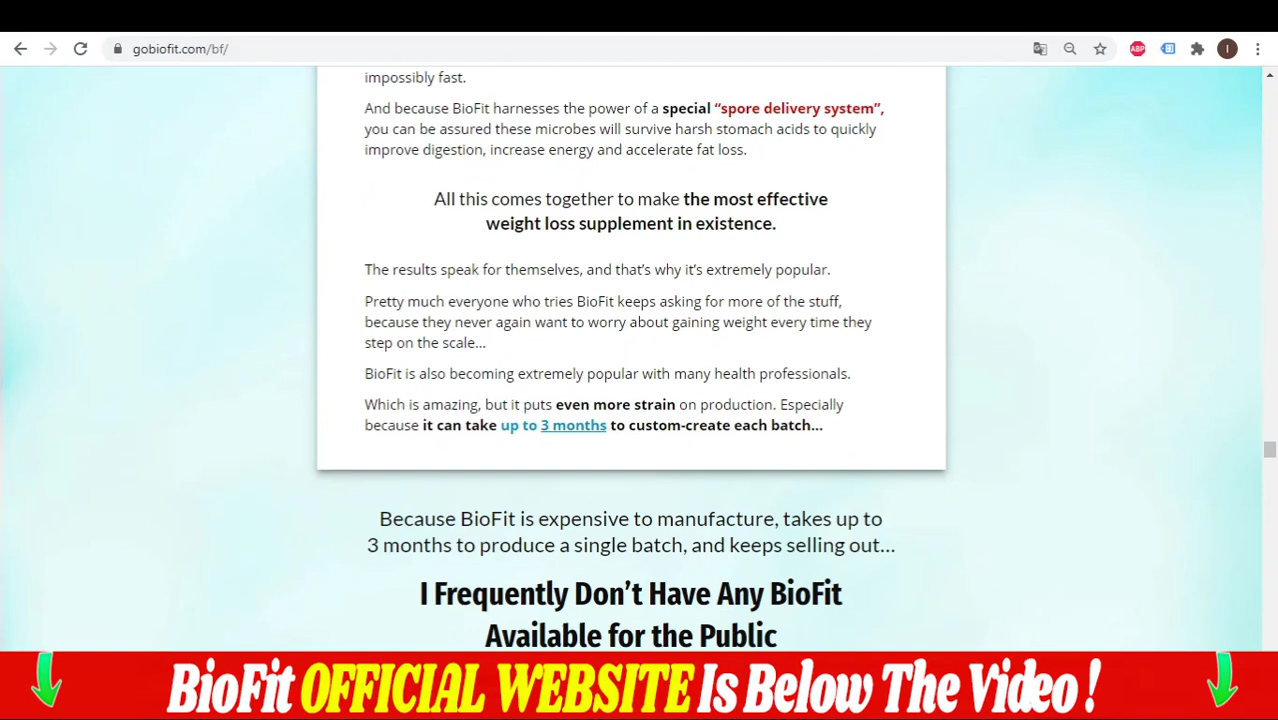 gobiofit.com/bf/
ABP
I
impossibly fast.
And because BioFit harnesses the power of a special “spore delivery system”,
you can be assured these microbes will survive harsh stomach acids to quickly
improve digestion, increase energy and accelerate fat loss.
All this comes together to make the most effective
weight loss supplement in existence.
The results speak for themselves, and that’s why it’s extremely popular.
Pretty much everyone who tries BioFit keeps asking for more of the stuff,
because they never again want to worry about gaining weight every time they
step on the scale…
BioFit is also becoming extremely popular with many health professionals.
Which is amazing, but it puts even more strain on production. Especially
because it can take up to 3 months to custom-create each batch…
Because BioFit is expensive to manufacture, takes up to
3 months to produce a single batch, and keeps selling out…
I Frequently Don’t Have Any BioFit
Available for the Public
BioFit OFFICIAL WEBSITE Is Below The Video !